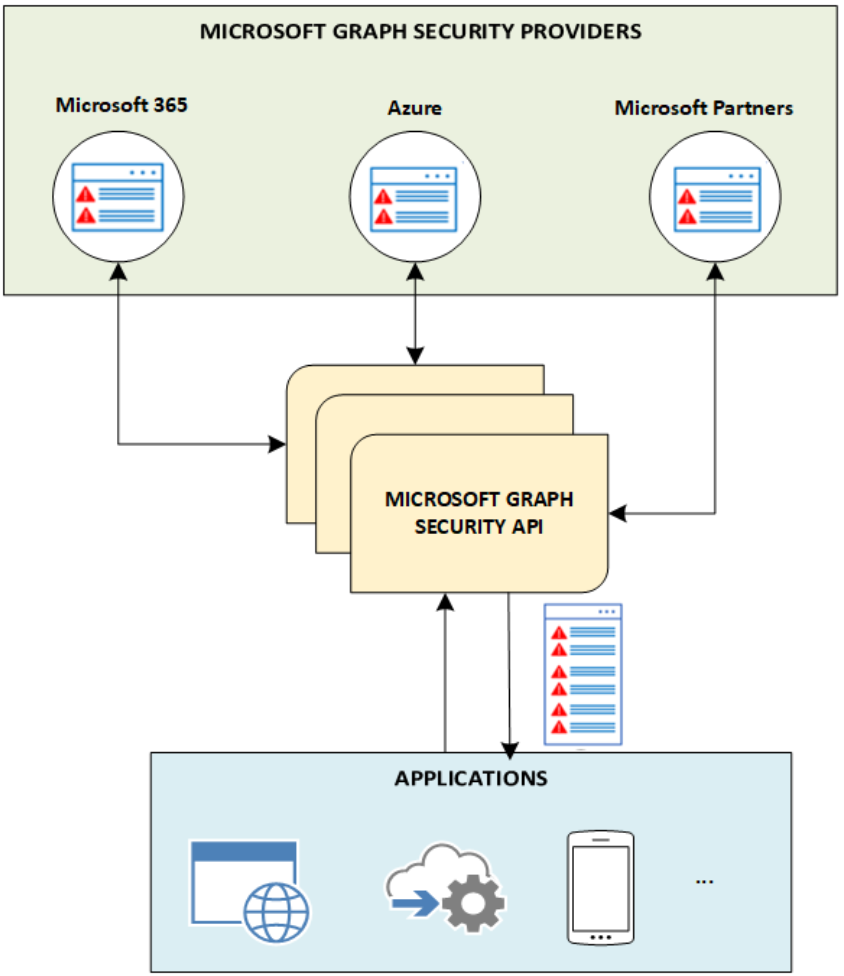 MICROSOFT GRAPH SECURITY PROVIDERS
Microsoft 365
Azure
Microsoft Partners
MICROSOFT GRAPH
SECURITY API
APPLICATIONS
...